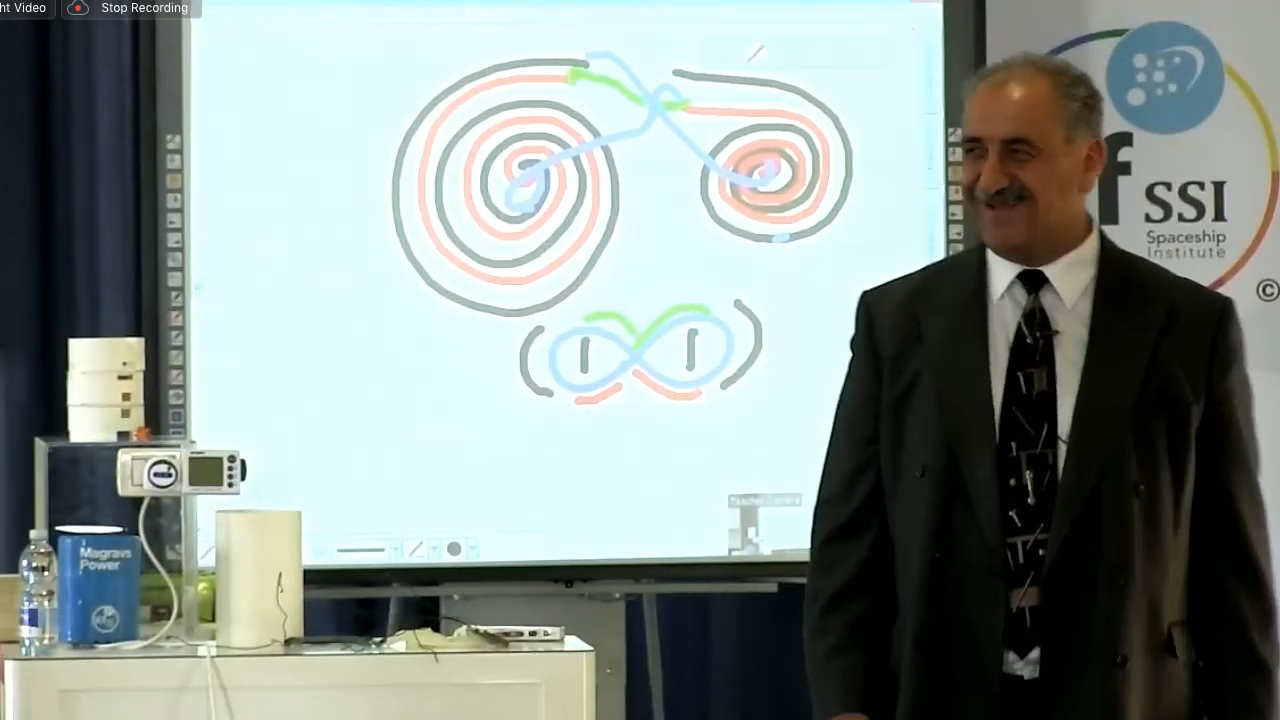 ht Video
Stop Recording
f SSI
Spaceship
Institute
©
Teacher Camera
Magravs
Power